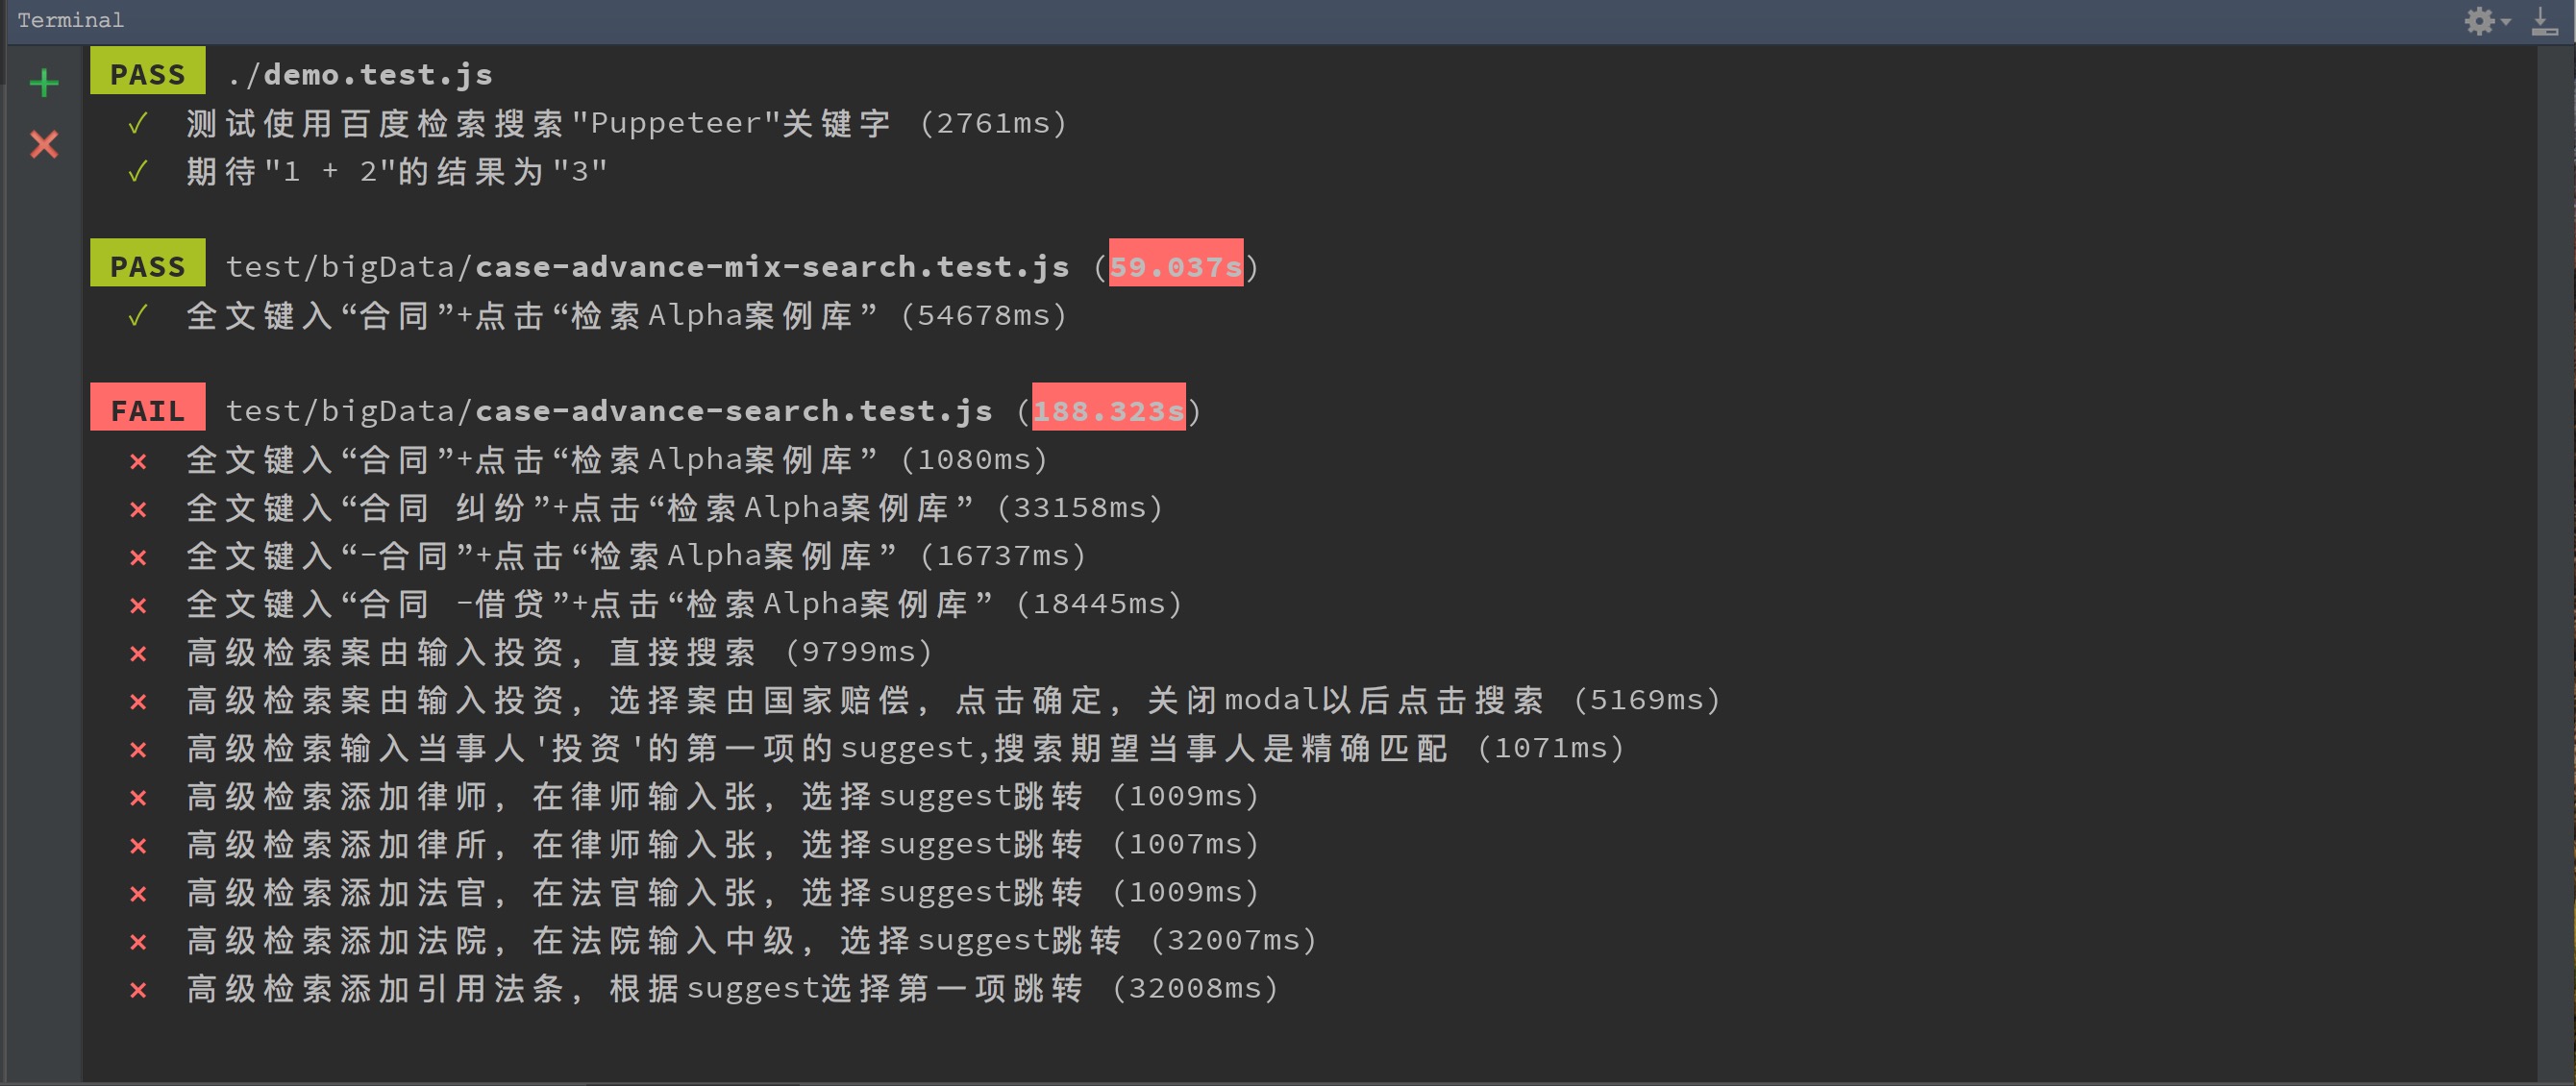 Terminal
PASS ./demo.test.js
✓ 测试使用百度检索搜索"Puppeteer"关键字 (2761ms)
✓ 期待"1 + 2"的结果为"3"
PASS test/bigData/case-advance-mix-search.test.js (59.037s)
✓ 全文键入“合同”+点击“检索Alpha案例库” (54678ms)
FAIL test/bigData/case-advance-search.test.js (188.323s)
× 全文键入“合同”+点击“检索Alpha案例库” (1080ms)
× 全文键入“合同 纠纷”+点击“检索Alpha案例库” (33158ms)
× 全文键入“-合同”+点击“检索Alpha案例库” (16737ms)
× 全文键入“合同 -借贷”+点击“检索Alpha案例库” (18445ms)
× 高级检索案由输入投资, 直接搜索 (9799ms)
× 高级检索案由输入投资, 选择案由国家赔偿, 点击确定, 关闭modal以后点击搜索 (5169ms)
× 高级检索输入当事人'投资'的第一项的suggest,搜索期望当事人是精确匹配 (1071ms)
× 高级检索添加律师, 在律师输入张, 选择suggest跳转 (1009ms)
× 高级检索添加律所, 在律师输入张, 选择suggest跳转 (1007ms)
× 高级检索添加法官, 在法官输入张, 选择suggest跳转 (1009ms)
× 高级检索添加法院, 在法院输入中级, 选择suggest跳转 (32007ms)
× 高级检索添加引用法条, 根据suggest选择第一项跳转 (32008ms)